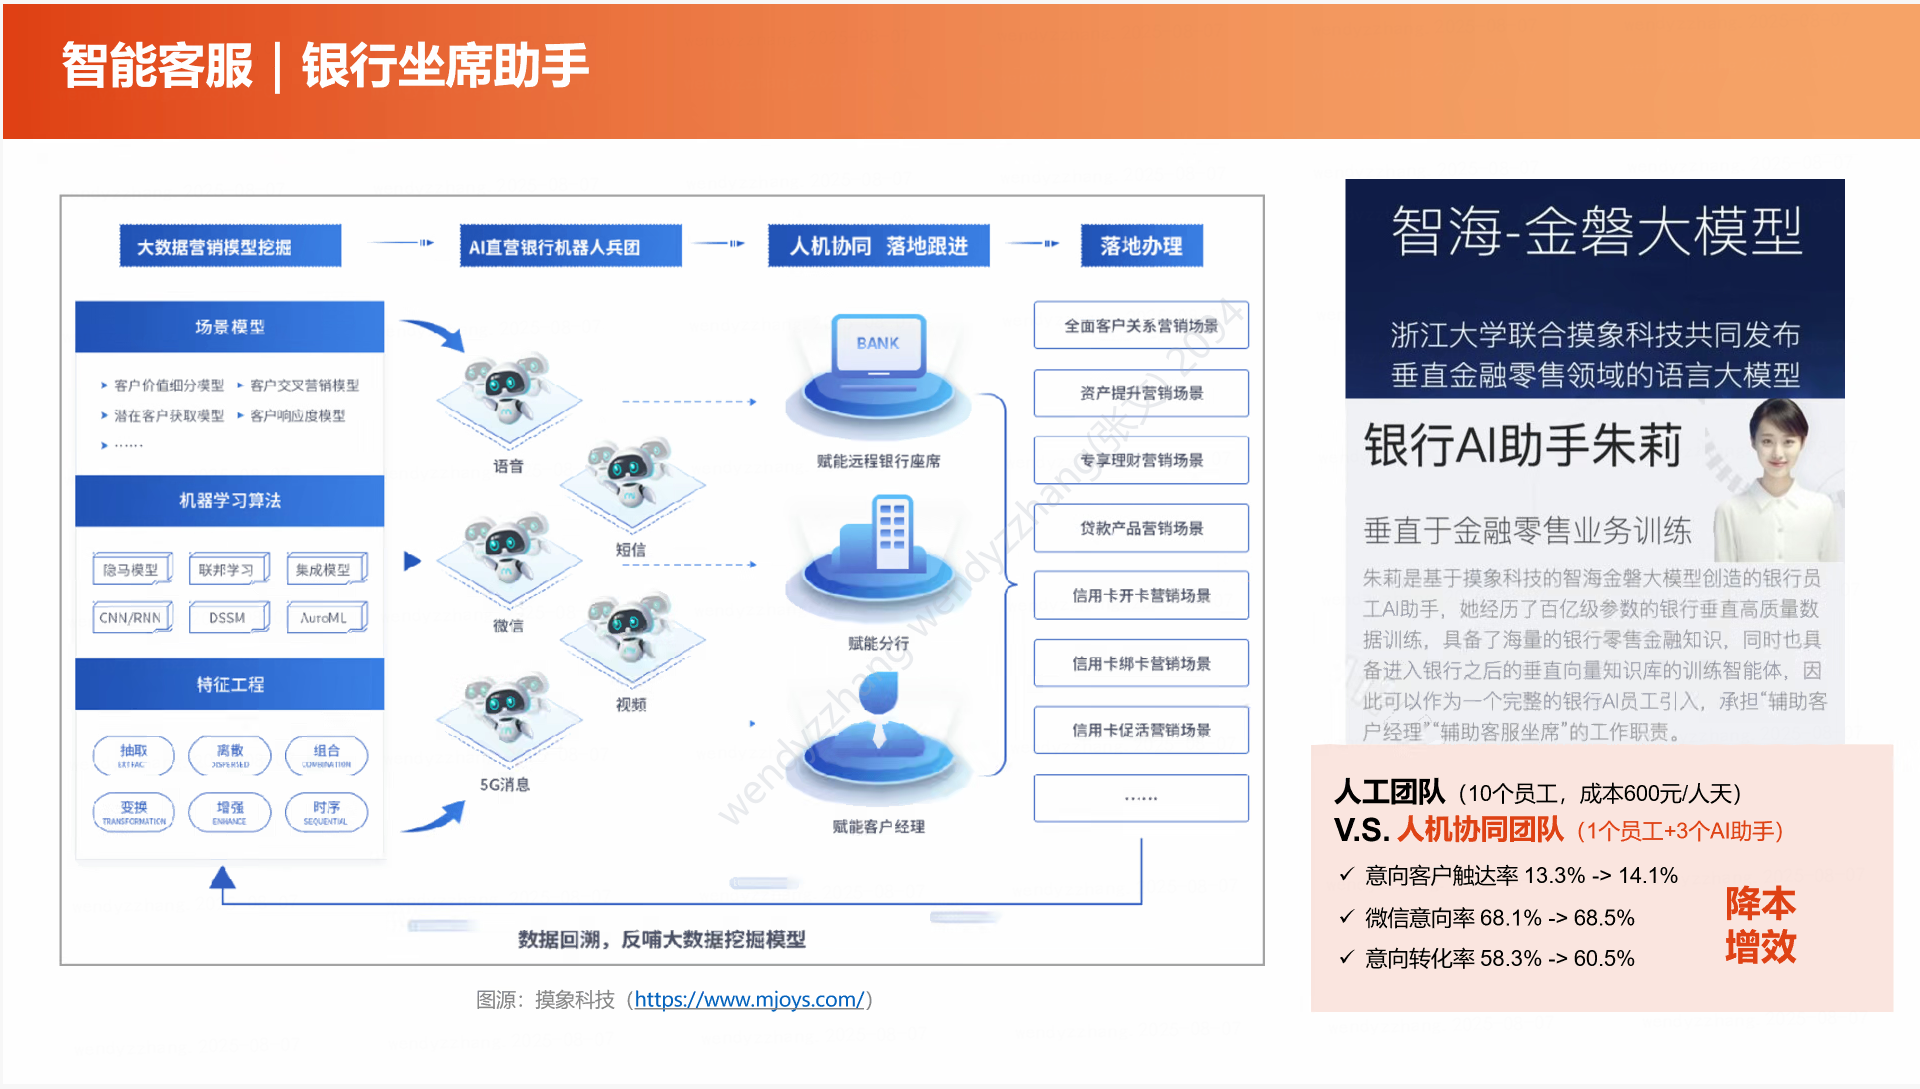 智能客服｜银行坐席助手
大数据营销模型挖掘
AI直营银行机器人兵团
人机协同 落地跟进
落地办理
场景模型
客户价值细分模型
客户交叉营销模型
潜在客户获取模型
客户响应度模型
……
机器学习算法
隐马模型
联邦学习
集成模型
CNN/RNN
DSSM
AuroML
特征工程
抽取
EXTRACT
离散
DISPERSED
组合
COMBINATION
变换
TRANSFORMATION
增强
ENHANCE
时序
SEQUENTIAL
语音
短信
微信
视频
5G消息
BANK
赋能远程银行座席
赋能分行
赋能客户经理
全面客户关系营销场景
资产提升营销场景
专享理财营销场景
贷款产品营销场景
信用卡开卡营销场景
信用卡绑卡营销场景
信用卡促活营销场景
……
数据回溯，反哺大数据挖掘模型
图源：摸象科技（https://www.mjoys.com/）
智海-金磐大模型
浙江大学联合摸象科技共同发布
垂直金融零售领域的语言大模型
银行AI助手朱莉
垂直于金融零售业务训练
朱莉是基于摸象科技的智海金磐大模型创造的银行员
工AI助手，她经历了百亿级参数的银行垂直高质量数
据训练，具备了海量的银行零售金融知识，同时也具
备进入银行之后的垂直向量知识库的训练智能体，因
此可以作为一个完整的银行AI员工引入，承担“辅助客
户经理”“辅助客服坐席”的工作职责。
人工团队（10个员工，成本600元/人天）
V.S. 人机协同团队（1个员工+3个AI助手）
✓ 意向客户触达率 13.3% -> 14.1%
✓ 微信意向率 68.1% -> 68.5%
✓ 意向转化率 58.3% -> 60.5%
降本
增效
wendyzzhang wendyzzhang(张文) 2094